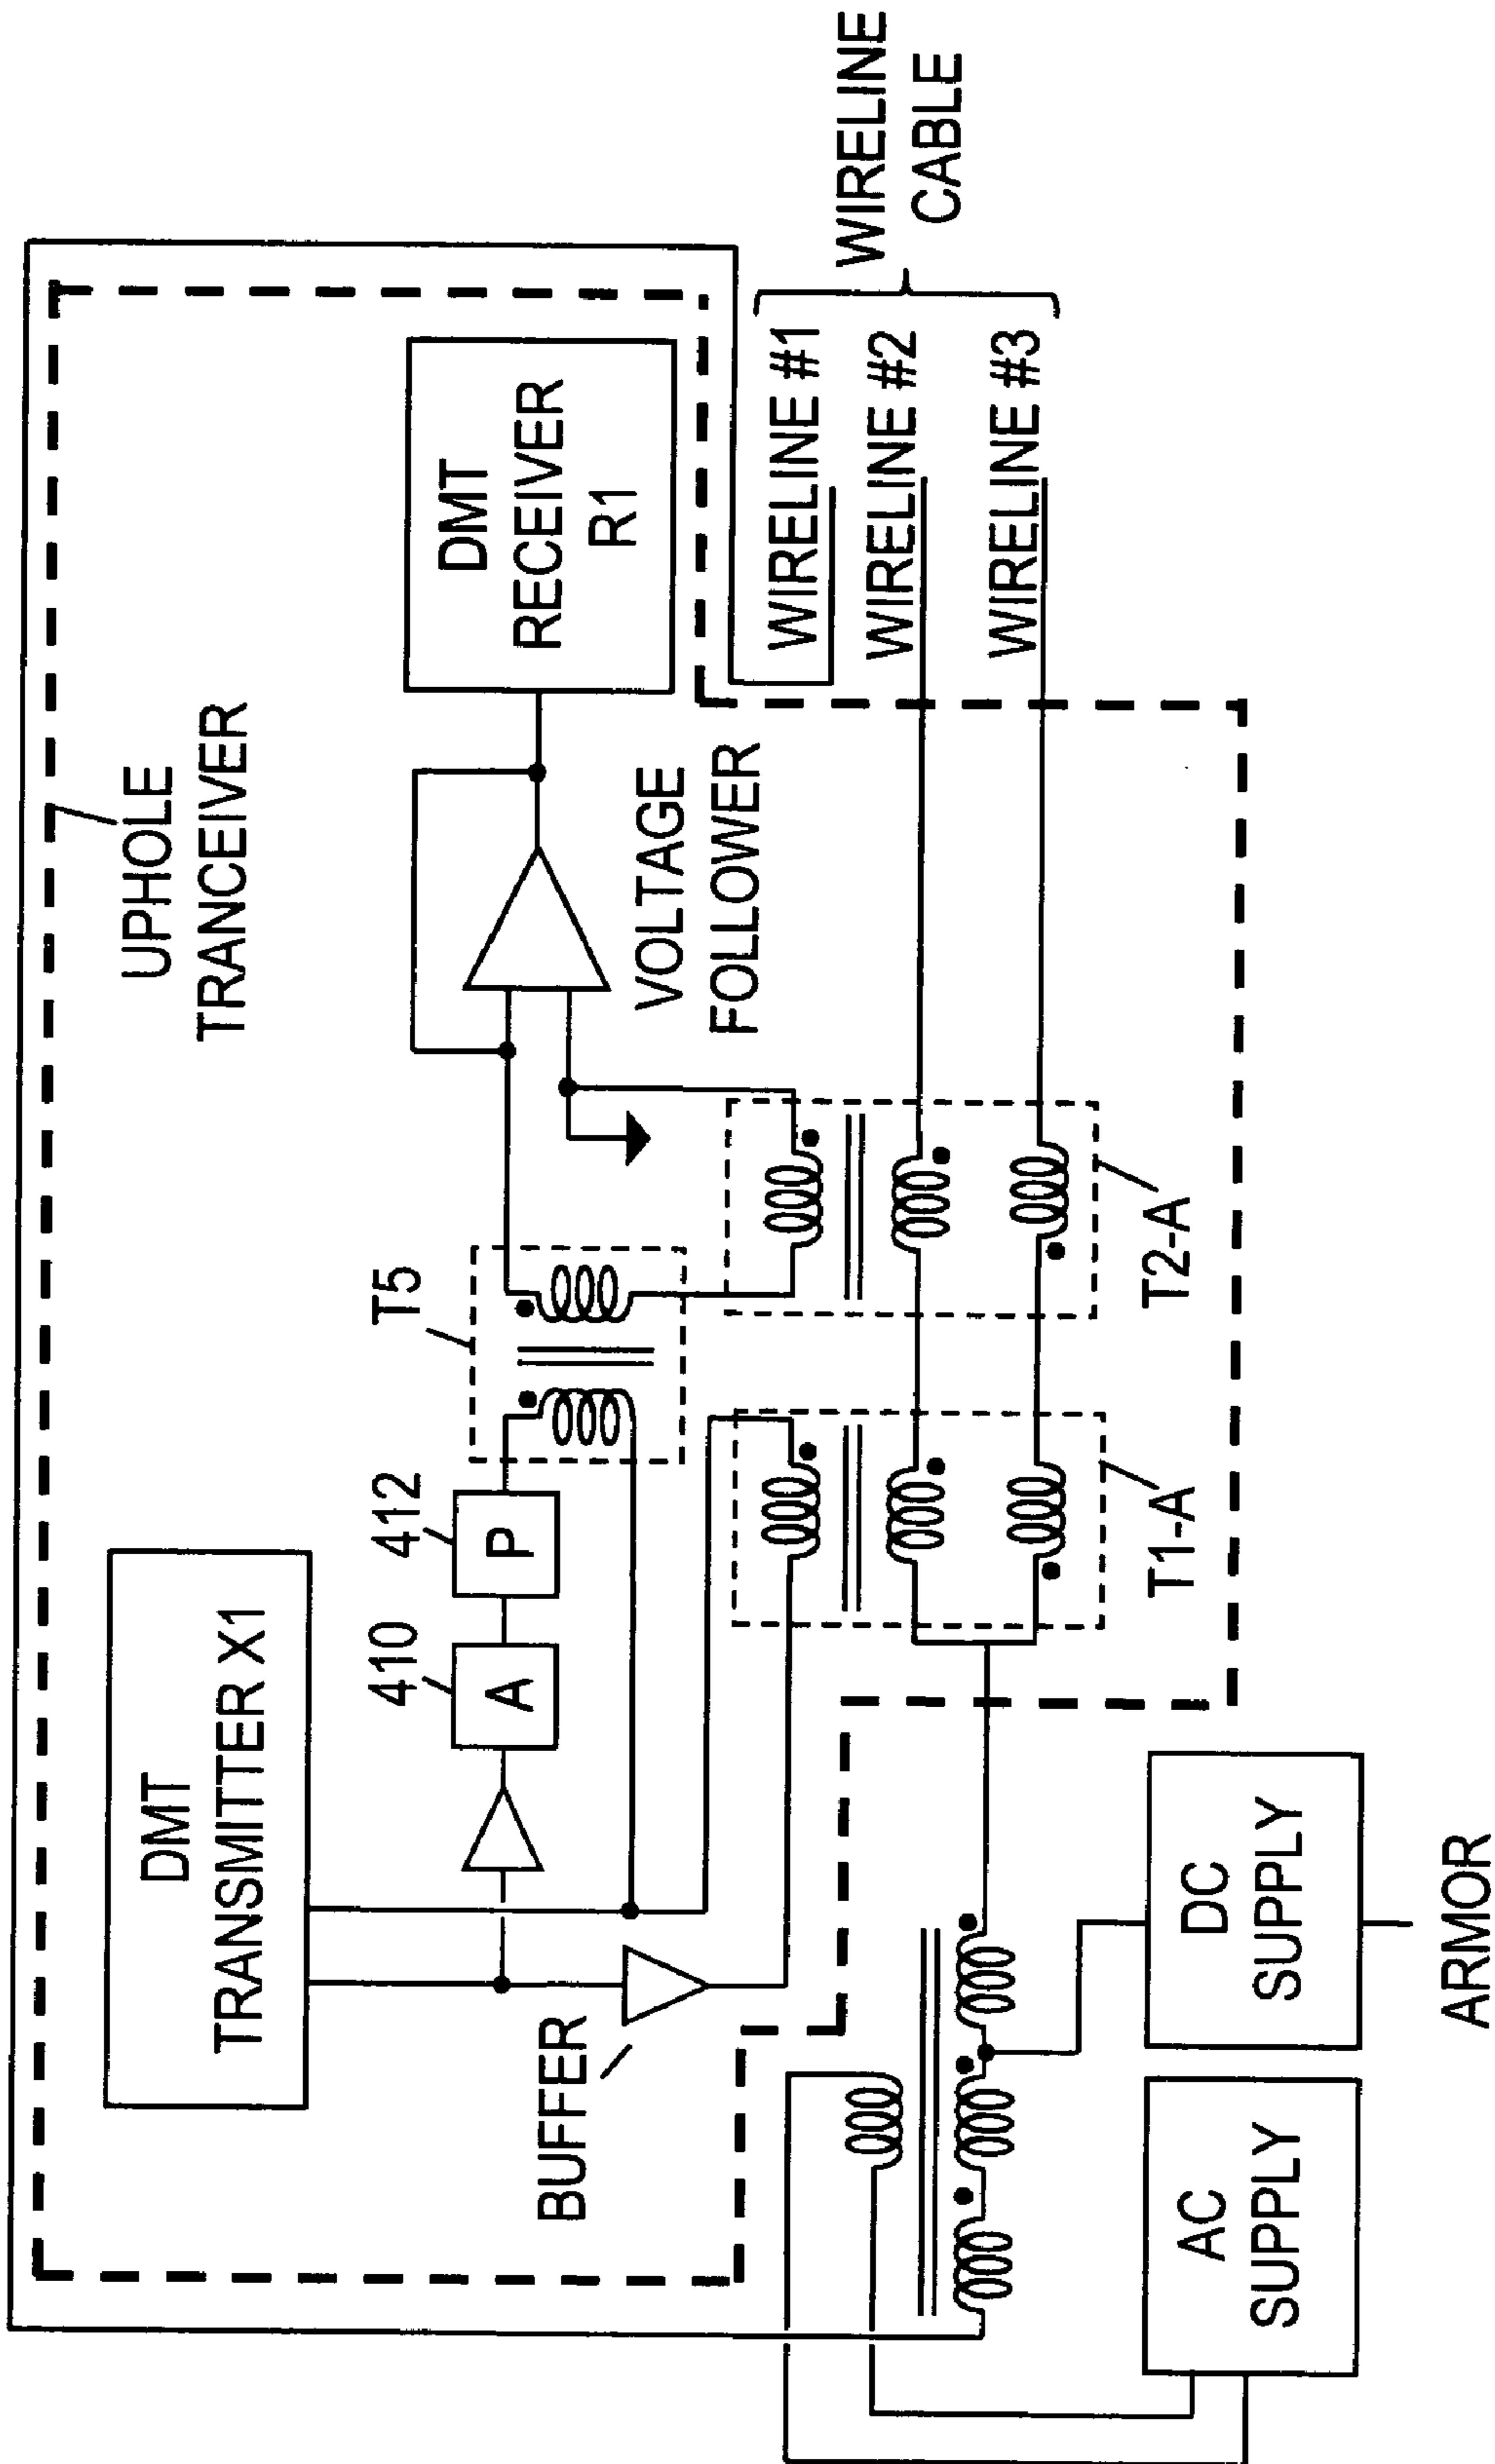 UPHOLE
TRANCEIVER
DMT
TRANSMITTER X1
DMT
RECEIVER
R1
410
A
412
P
T5
VOLTAGE
FOLLOWER
BUFFER
WIRELINE #1
WIRELINE #2
WIRELINE #3
WIRELINE
CABLE
T1-A
T2-A
AC
SUPPLY
DC
SUPPLY
ARMOR